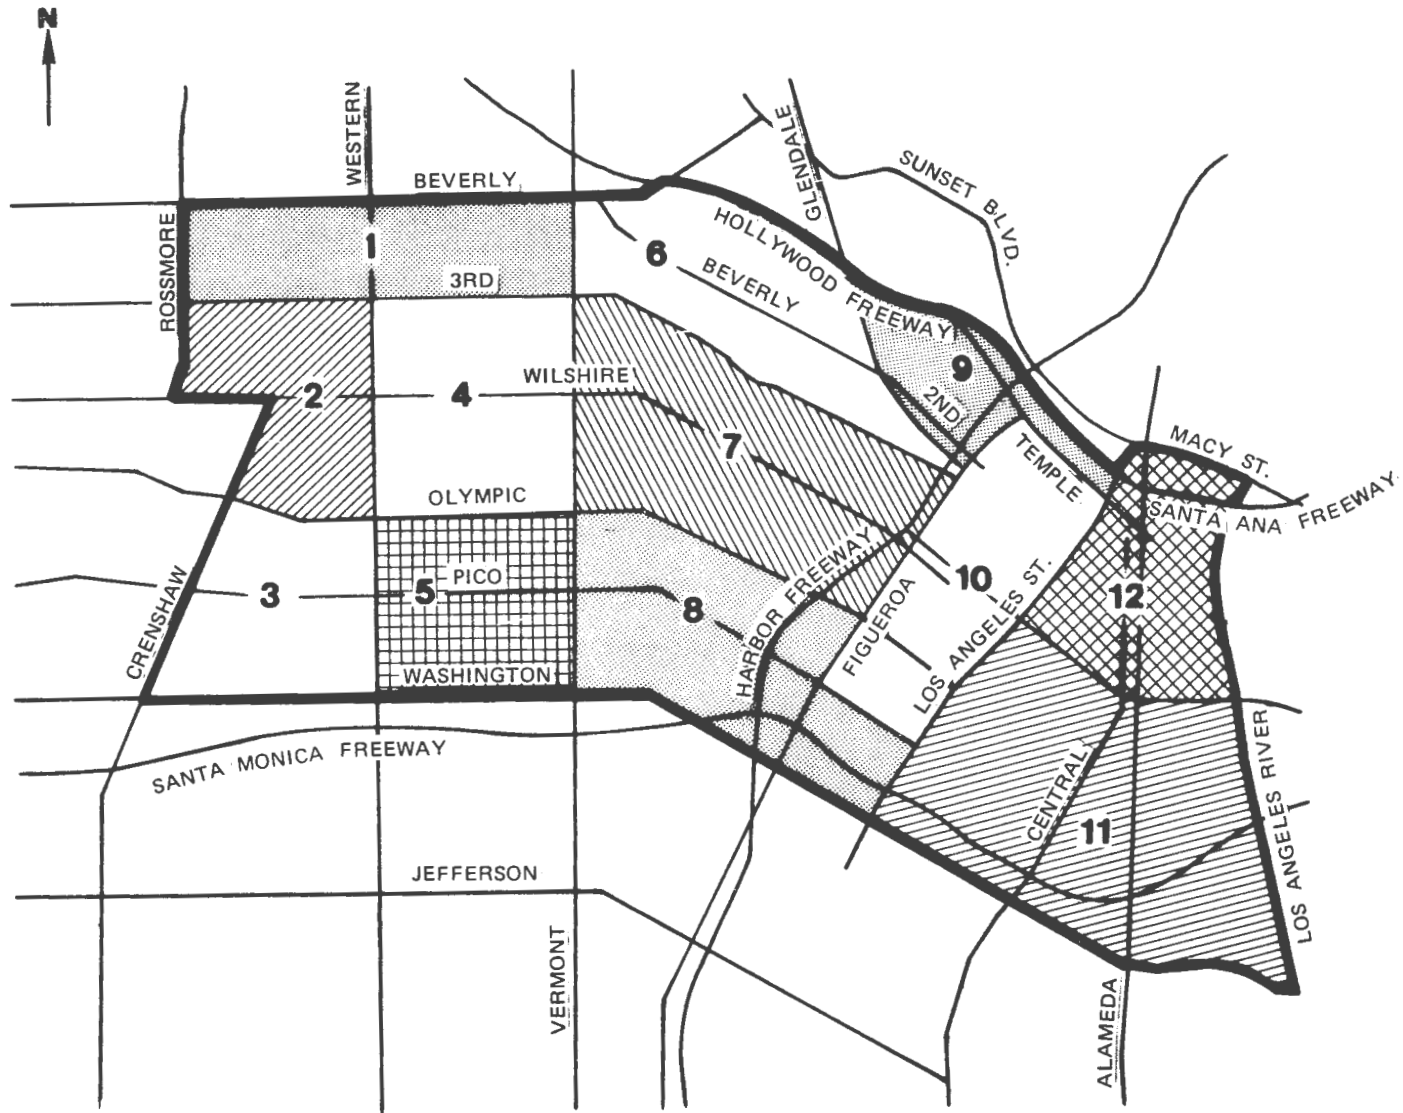 N
WESTERN
BEVERLY
GLENDALE
SUNSET BLVD.
ROSSMORE
1
3RD
6
BEVERLY
HOLLYWOOD FREEWAY
9
2ND
2
4
WILSHIRE
7
TEMPLE
MACY ST.
SANTA ANA FREEWAY
OLYMPIC
3
5
PICO
8
HARBOR FREEWAY
FIGUEROA
10
LOS ANGELES ST.
12
CRENSHAW
WASHINGTON
SANTA MONICA FREEWAY
CENTRAL
11
LOS ANGELES RIVER
JEFFERSON
VERMONT
ALAMEDA